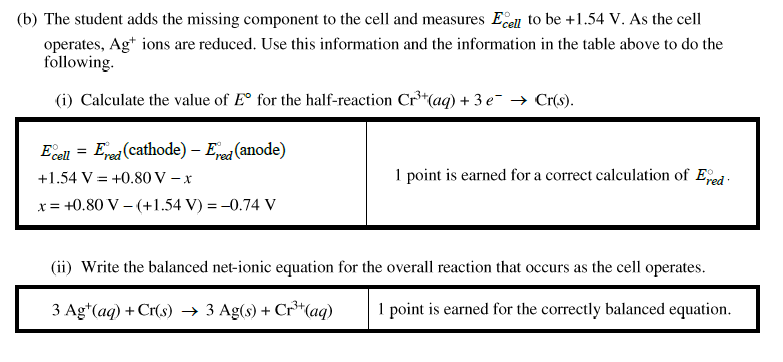 (b) The student adds the missing component to the cell and measures E°cell to be +1.54 V. As the cell
operates, Ag⁺ ions are reduced. Use this information and the information in the table above to do the
following.
(i) Calculate the value of E° for the half-reaction Cr³⁺(aq) + 3 e⁻ → Cr(s).
E°cell = E°red(cathode) – E°red(anode)
+1.54 V = +0.80 V – x
x = +0.80 V – (+1.54 V) = –0.74 V
1 point is earned for a correct calculation of E°red.
(ii) Write the balanced net-ionic equation for the overall reaction that occurs as the cell operates.
3 Ag⁺(aq) + Cr(s) → 3 Ag(s) + Cr³⁺(aq)
1 point is earned for the correctly balanced equation.